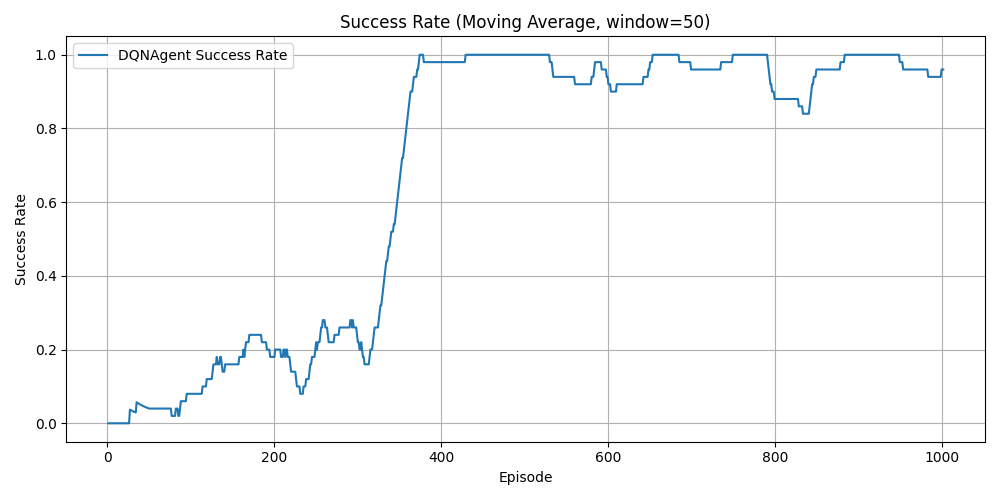 Success Rate (Moving Average, window=50)
DQNAgent Success Rate
Success Rate
1.0
0.8
0.6
0.4
0.2
0.0
0 200 400 600 800 1000
Episode